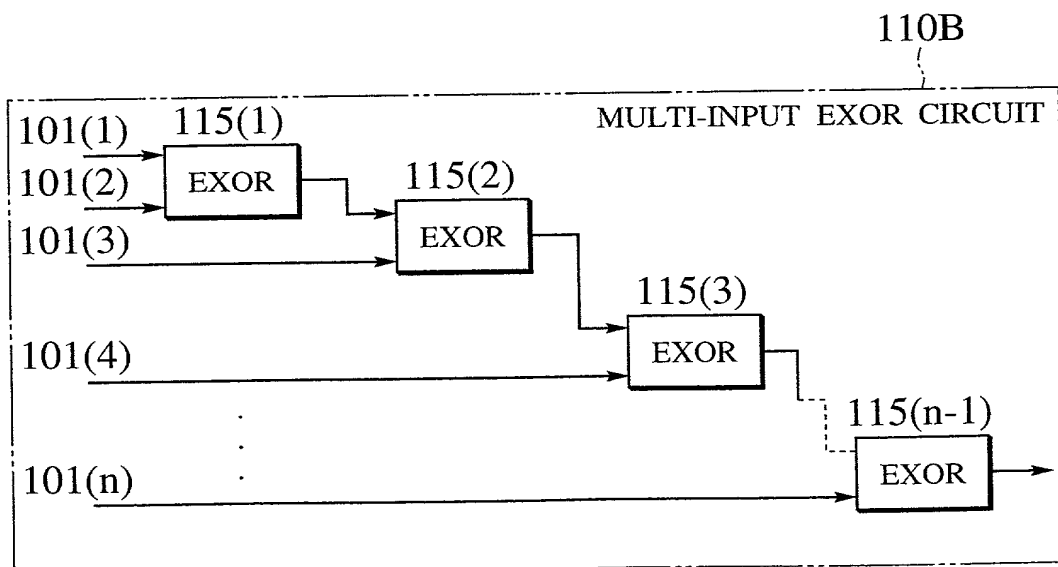 110B
MULTI-INPUT EXOR CIRCUIT
101(1)
115(1)
EXOR
101(2)
115(2)
EXOR
101(3)
115(3)
EXOR
101(4)
115(n-1)
EXOR
101(n)